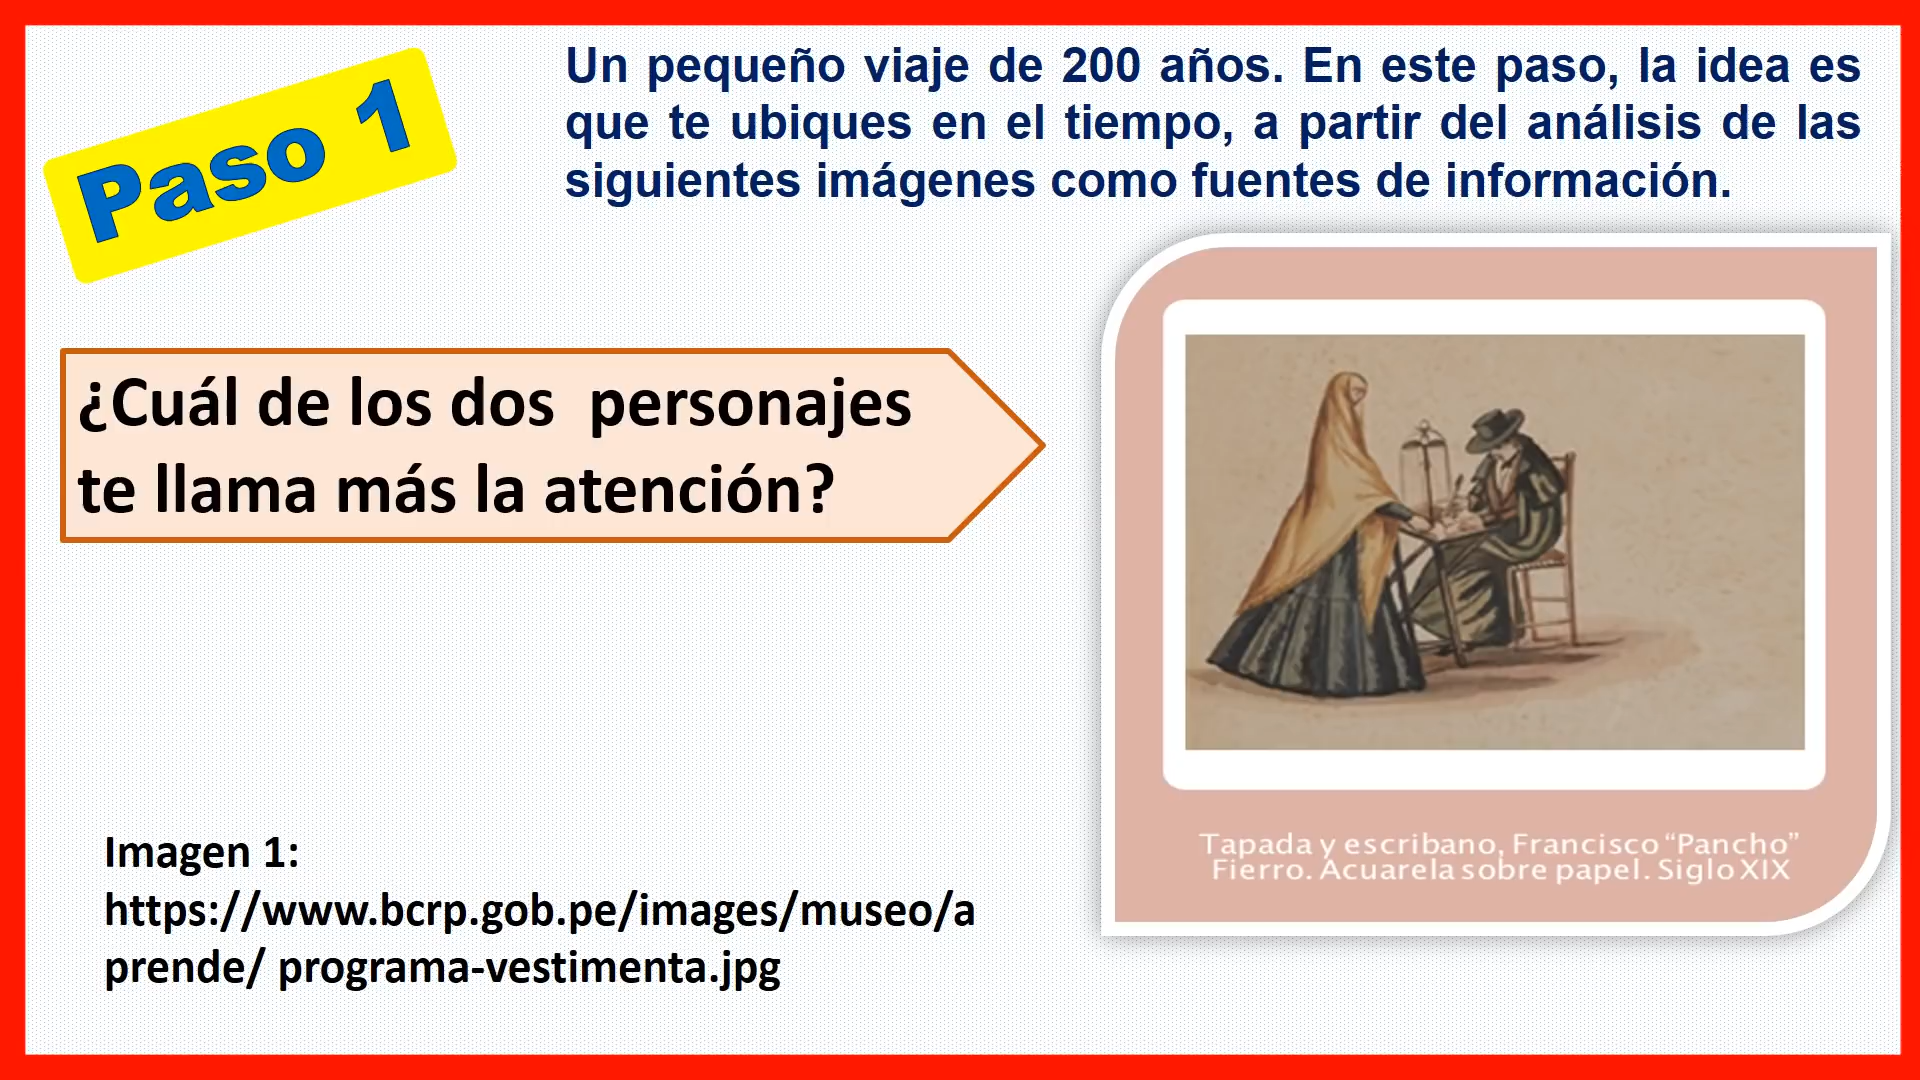 Paso 1
Un pequeño viaje de 200 años. En este paso, la idea es
que te ubiques en el tiempo, a partir del análisis de las
siguientes imágenes como fuentes de información.
¿Cuál de los dos  personajes
te llama más la atención?
Imagen 1:
https://www.bcrp.gob.pe/images/museo/a
prende/ programa-vestimenta.jpg
Tapada y escribano, Francisco “Pancho”
Fierro. Acuarela sobre papel. Siglo XIX